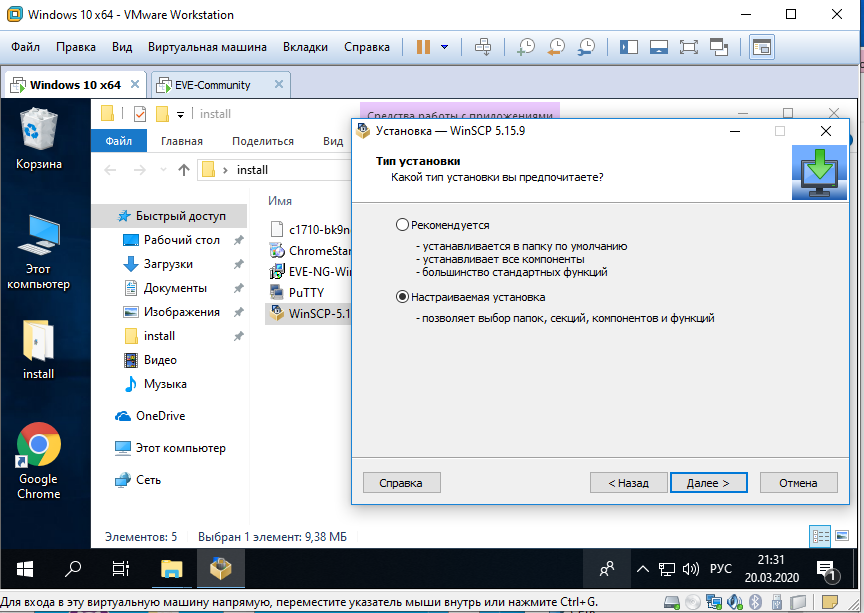 Windows 10 x64 - VMware Workstation
Файл Правка Вид Виртуальная машина Вкладки Справка
Windows 10 x64 EVE-Community
Корзина
Этот
компьютер
install
Google
Chrome
install
Средства работы с приложениями
Файл Главная Поделиться Вид
install
Быстрый доступ
Рабочий стол
Загрузки
Документы
Изображения
install
Видео
Музыка
OneDrive
Этот компьютер
Сеть
Имя
c1710-bk9n
ChromeStan
EVE-NG-Win
PuTTY
WinSCP-5.1
Элементов: 5 Выбран 1 элемент: 9,38 МБ
Установка — WinSCP 5.15.9
Тип установки
Какой тип установки вы предпочитаете?
Рекомендуется
- устанавливается в папку по умолчанию
- устанавливает все компоненты
- большинство стандартных функций
Настраиваемая установка
- позволяет выбор папок, секций, компонентов и функций
Справка < Назад Далее > Отмена
РУС
21:31
20.03.2020
1
Для входа в эту виртуальную машину напрямую, переместите указатель мыши внутрь или нажмите Ctrl+G.